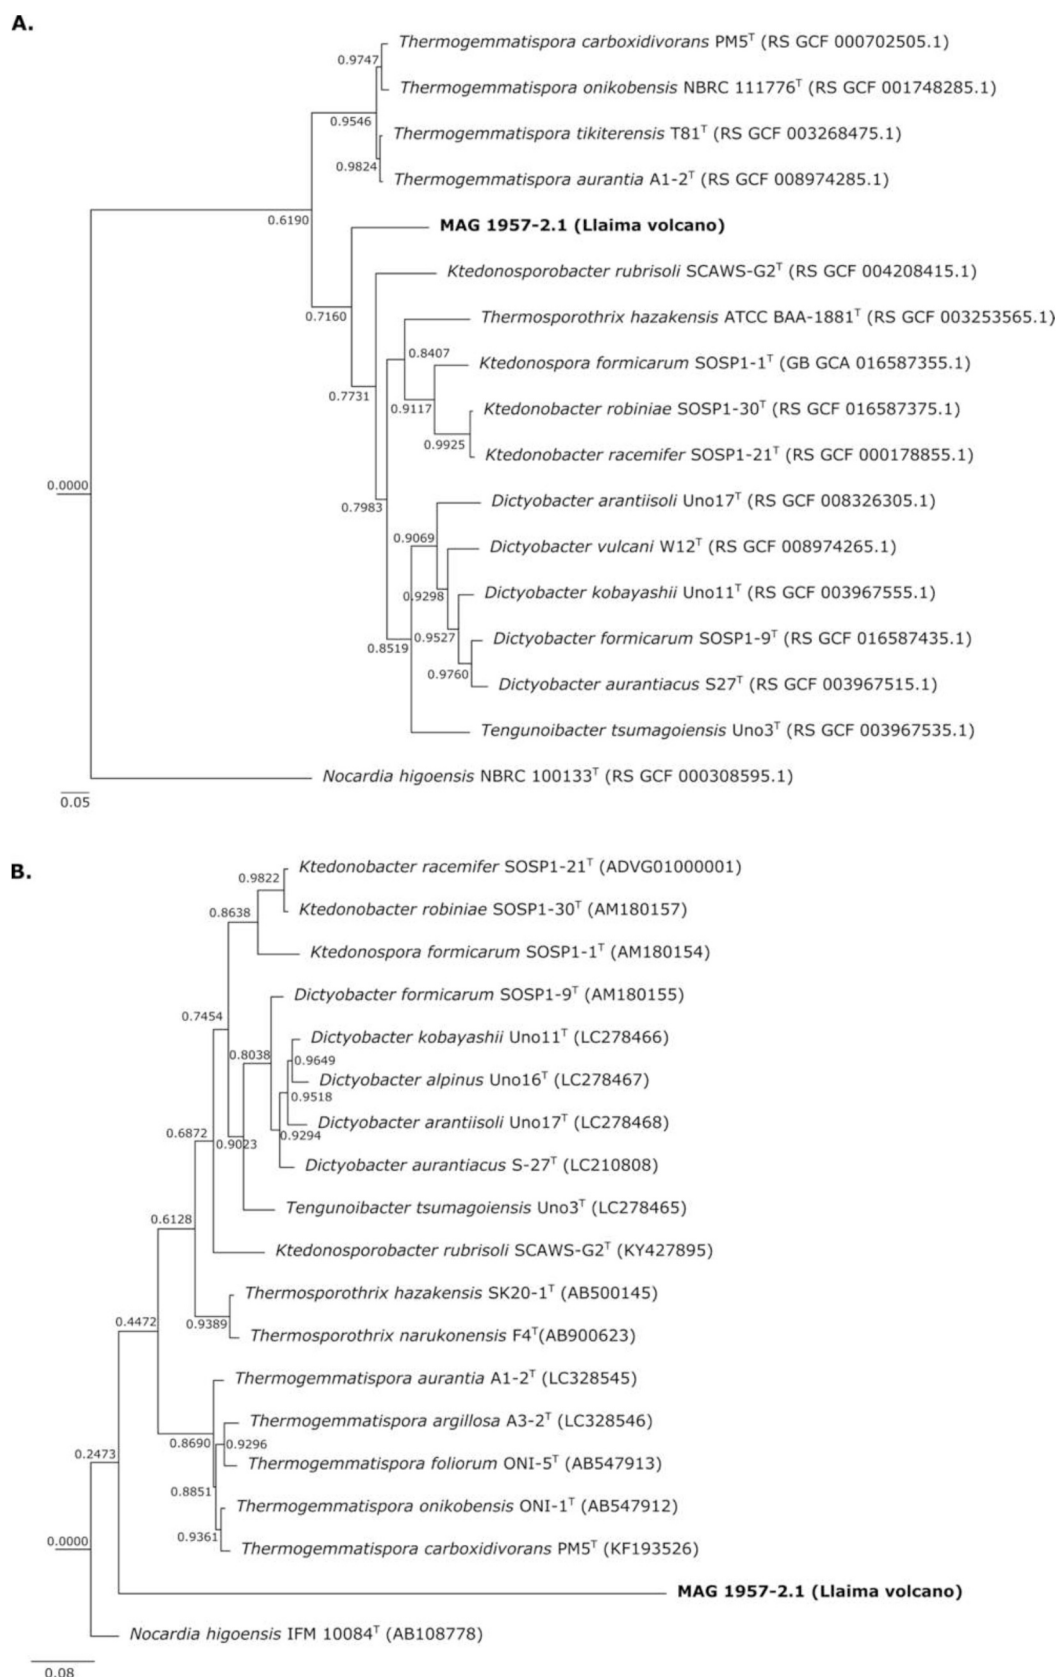 A.
Thermogemmatispora carboxidivorans PM5ᵀ (RS GCF 000702505.1)
0.9747
Thermogemmatispora onikobensis NBRC 111776ᵀ (RS GCF 001748285.1)
0.9546
Thermogemmatispora tikiterensis T81ᵀ (RS GCF 003268475.1)
0.9824
Thermogemmatispora aurantia A1-2ᵀ (RS GCF 008974285.1)
0.6190
MAG 1957-2.1 (Llaima volcano)
Ktedonosporobacter rubrisoli SCAWS-G2ᵀ (RS GCF 004208415.1)
0.7160
Thermosporothrix hazakensis ATCC BAA-1881ᵀ (RS GCF 003253565.1)
0.8407
Ktedonospora formicarum SOSP1-1ᵀ (GB GCA 016587355.1)
0.7731
0.9117
Ktedonobacter robiniae SOSP1-30ᵀ (RS GCF 016587375.1)
0.9925
Ktedonobacter racemifer SOSP1-21ᵀ (RS GCF 000178855.1)
0.0000
Dictyobacter arantiisoli Uno17ᵀ (RS GCF 008326305.1)
0.7983
0.9069
Dictyobacter vulcani W12ᵀ (RS GCF 008974265.1)
Dictyobacter kobayashii Uno11ᵀ (RS GCF 003967555.1)
0.9298
Dictyobacter formicarum SOSP1-9ᵀ (RS GCF 016587435.1)
0.9527
0.8519
0.9760
Dictyobacter aurantiacus S27ᵀ (RS GCF 003967515.1)
Tengunoibacter tsumagoiensis Uno3ᵀ (RS GCF 003967535.1)
Nocardia higoensis NBRC 100133ᵀ (RS GCF 000308595.1)
0.05
B.
Ktedonobacter racemifer SOSP1-21ᵀ (ADVG01000001)
0.9822
Ktedonobacter robiniae SOSP1-30ᵀ (AM180157)
0.8638
Ktedonospora formicarum SOSP1-1ᵀ (AM180154)
Dictyobacter formicarum SOSP1-9ᵀ (AM180155)
0.7454
Dictyobacter kobayashii Uno11ᵀ (LC278466)
0.8038
0.9649
Dictyobacter alpinus Uno16ᵀ (LC278467)
0.9518
Dictyobacter arantiisoli Uno17ᵀ (LC278468)
0.6872
0.9023
0.9294
Dictyobacter aurantiacus S-27ᵀ (LC210808)
Tengunoibacter tsumagoiensis Uno3ᵀ (LC278465)
0.6128
Ktedonosporobacter rubrisoli SCAWS-G2ᵀ (KY427895)
Thermosporothrix hazakensis SK20-1ᵀ (AB500145)
0.4472
0.9389
Thermosporothrix narukonensis F4ᵀ(AB900623)
Thermogemmatispora aurantia A1-2ᵀ (LC328545)
Thermogemmatispora argillosa A3-2ᵀ (LC328546)
0.8690
0.9296
0.2473
Thermogemmatispora foliorum ONI-5ᵀ (AB547913)
0.8851
Thermogemmatispora onikobensis ONI-1ᵀ (AB547912)
0.9361
0.0000
Thermogemmatispora carboxidivorans PM5ᵀ (KF193526)
MAG 1957-2.1 (Llaima volcano)
Nocardia higoensis IFM 10084ᵀ (AB108778)
0.08